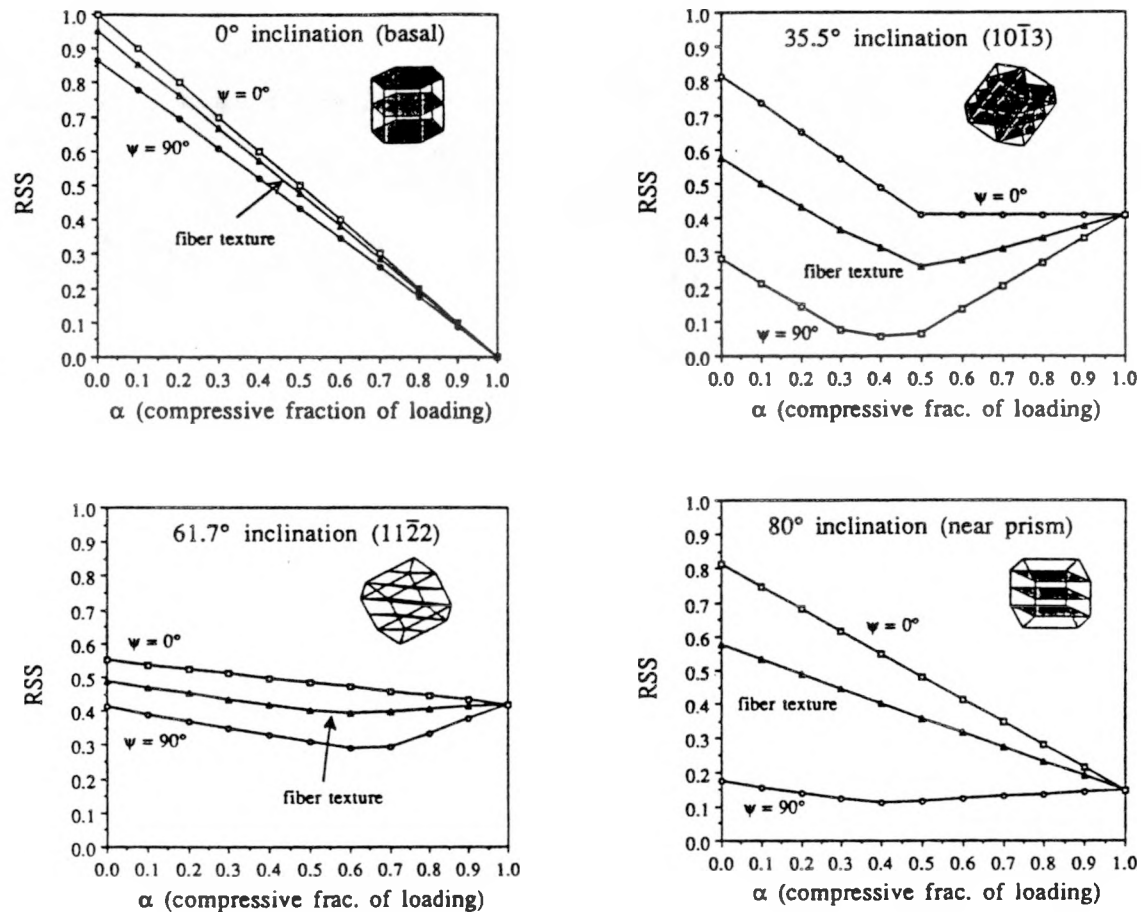 0° inclination (basal)
1.0
0.9
0.8
0.7
0.6
0.5
0.4
0.3
0.2
0.1
0.0
RSS
ψ = 0°
ψ = 90°
fiber texture
0.0 0.1 0.2 0.3 0.4 0.5 0.6 0.7 0.8 0.9 1.0
α (compressive fraction of loading)
35.5° inclination (101̄3)
1.0
0.9
0.8
0.7
0.6
0.5
0.4
0.3
0.2
0.1
0.0
RSS
ψ = 0°
fiber texture
ψ = 90°
0.0 0.1 0.2 0.3 0.4 0.5 0.6 0.7 0.8 0.9 1.0
α (compressive frac. of loading)
61.7° inclination (112̄2)
1.0
0.9
0.8
0.7
0.6
0.5
0.4
0.3
0.2
0.1
0.0
RSS
ψ = 0°
ψ = 90°
fiber texture
0.0 0.1 0.2 0.3 0.4 0.5 0.6 0.7 0.8 0.9 1.0
α (compressive frac. of loading)
80° inclination (near prism)
1.0
0.9
0.8
0.7
0.6
0.5
0.4
0.3
0.2
0.1
0.0
RSS
ψ = 0°
fiber texture
ψ = 90°
0.0 0.1 0.2 0.3 0.4 0.5 0.6 0.7 0.8 0.9 1.0
α (compressive frac. of loading)